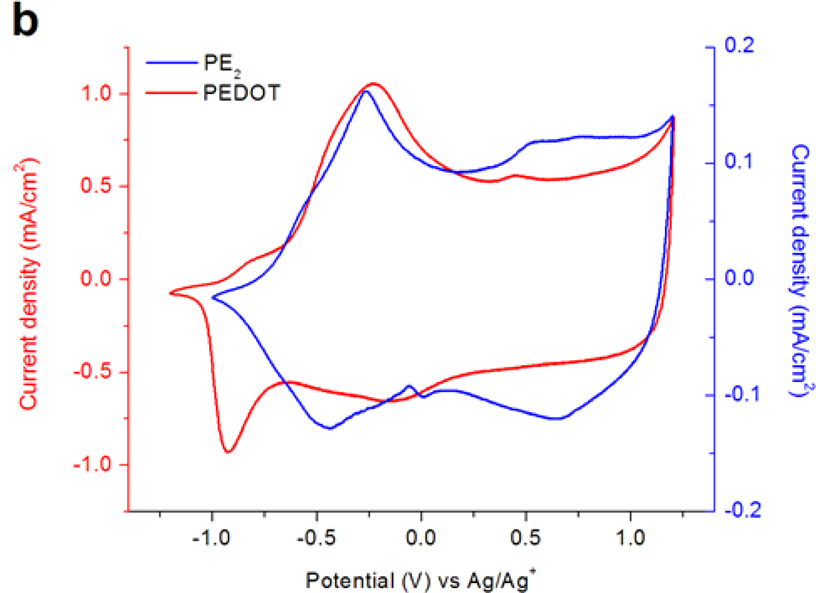 b
PE₂
PEDOT
1.0
0.5
0.0
-0.5
-1.0
Current density (mA/cm²)
0.2
0.1
0.0
-0.1
-0.2
Current density (mA/cm²)
-1.0 -0.5 0.0 0.5 1.0
Potential (V) vs Ag/Ag⁺